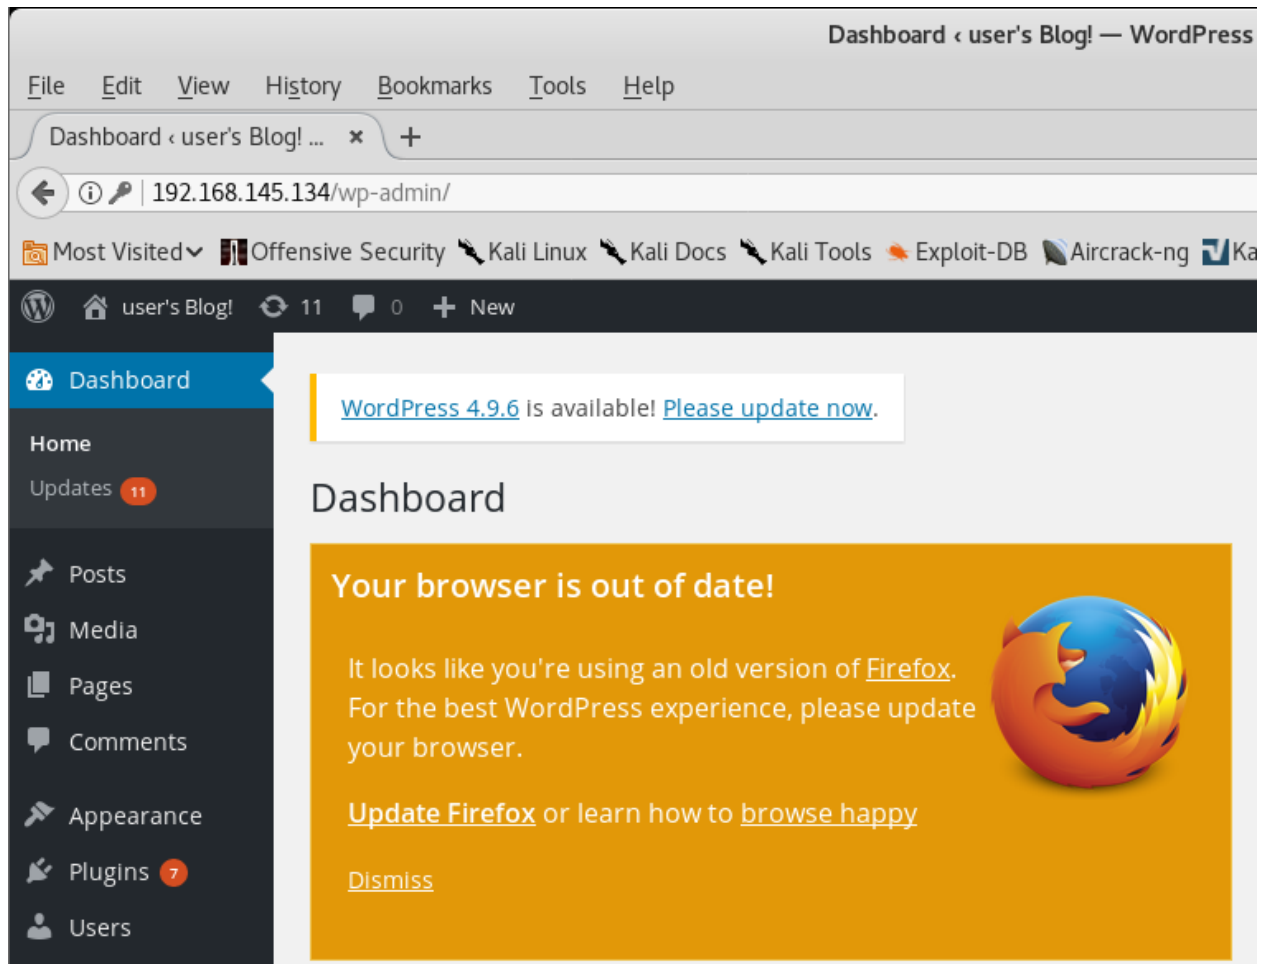 Dashboard ‹ user's Blog! — WordPress
File Edit View History Bookmarks Tools Help
Dashboard ‹ user's Blog! ... × +
192.168.145.134/wp-admin/
Most Visited Offensive Security Kali Linux Kali Docs Kali Tools Exploit-DB Aircrack-ng Ka
user's Blog! 11 0 + New
Dashboard
Home
Updates 11
Posts
Media
Pages
Comments
Appearance
Plugins 7
Users
WordPress 4.9.6 is available! Please update now.
Dashboard
Your browser is out of date!
It looks like you're using an old version of Firefox.
For the best WordPress experience, please update
your browser.
Update Firefox or learn how to browse happy
Dismiss